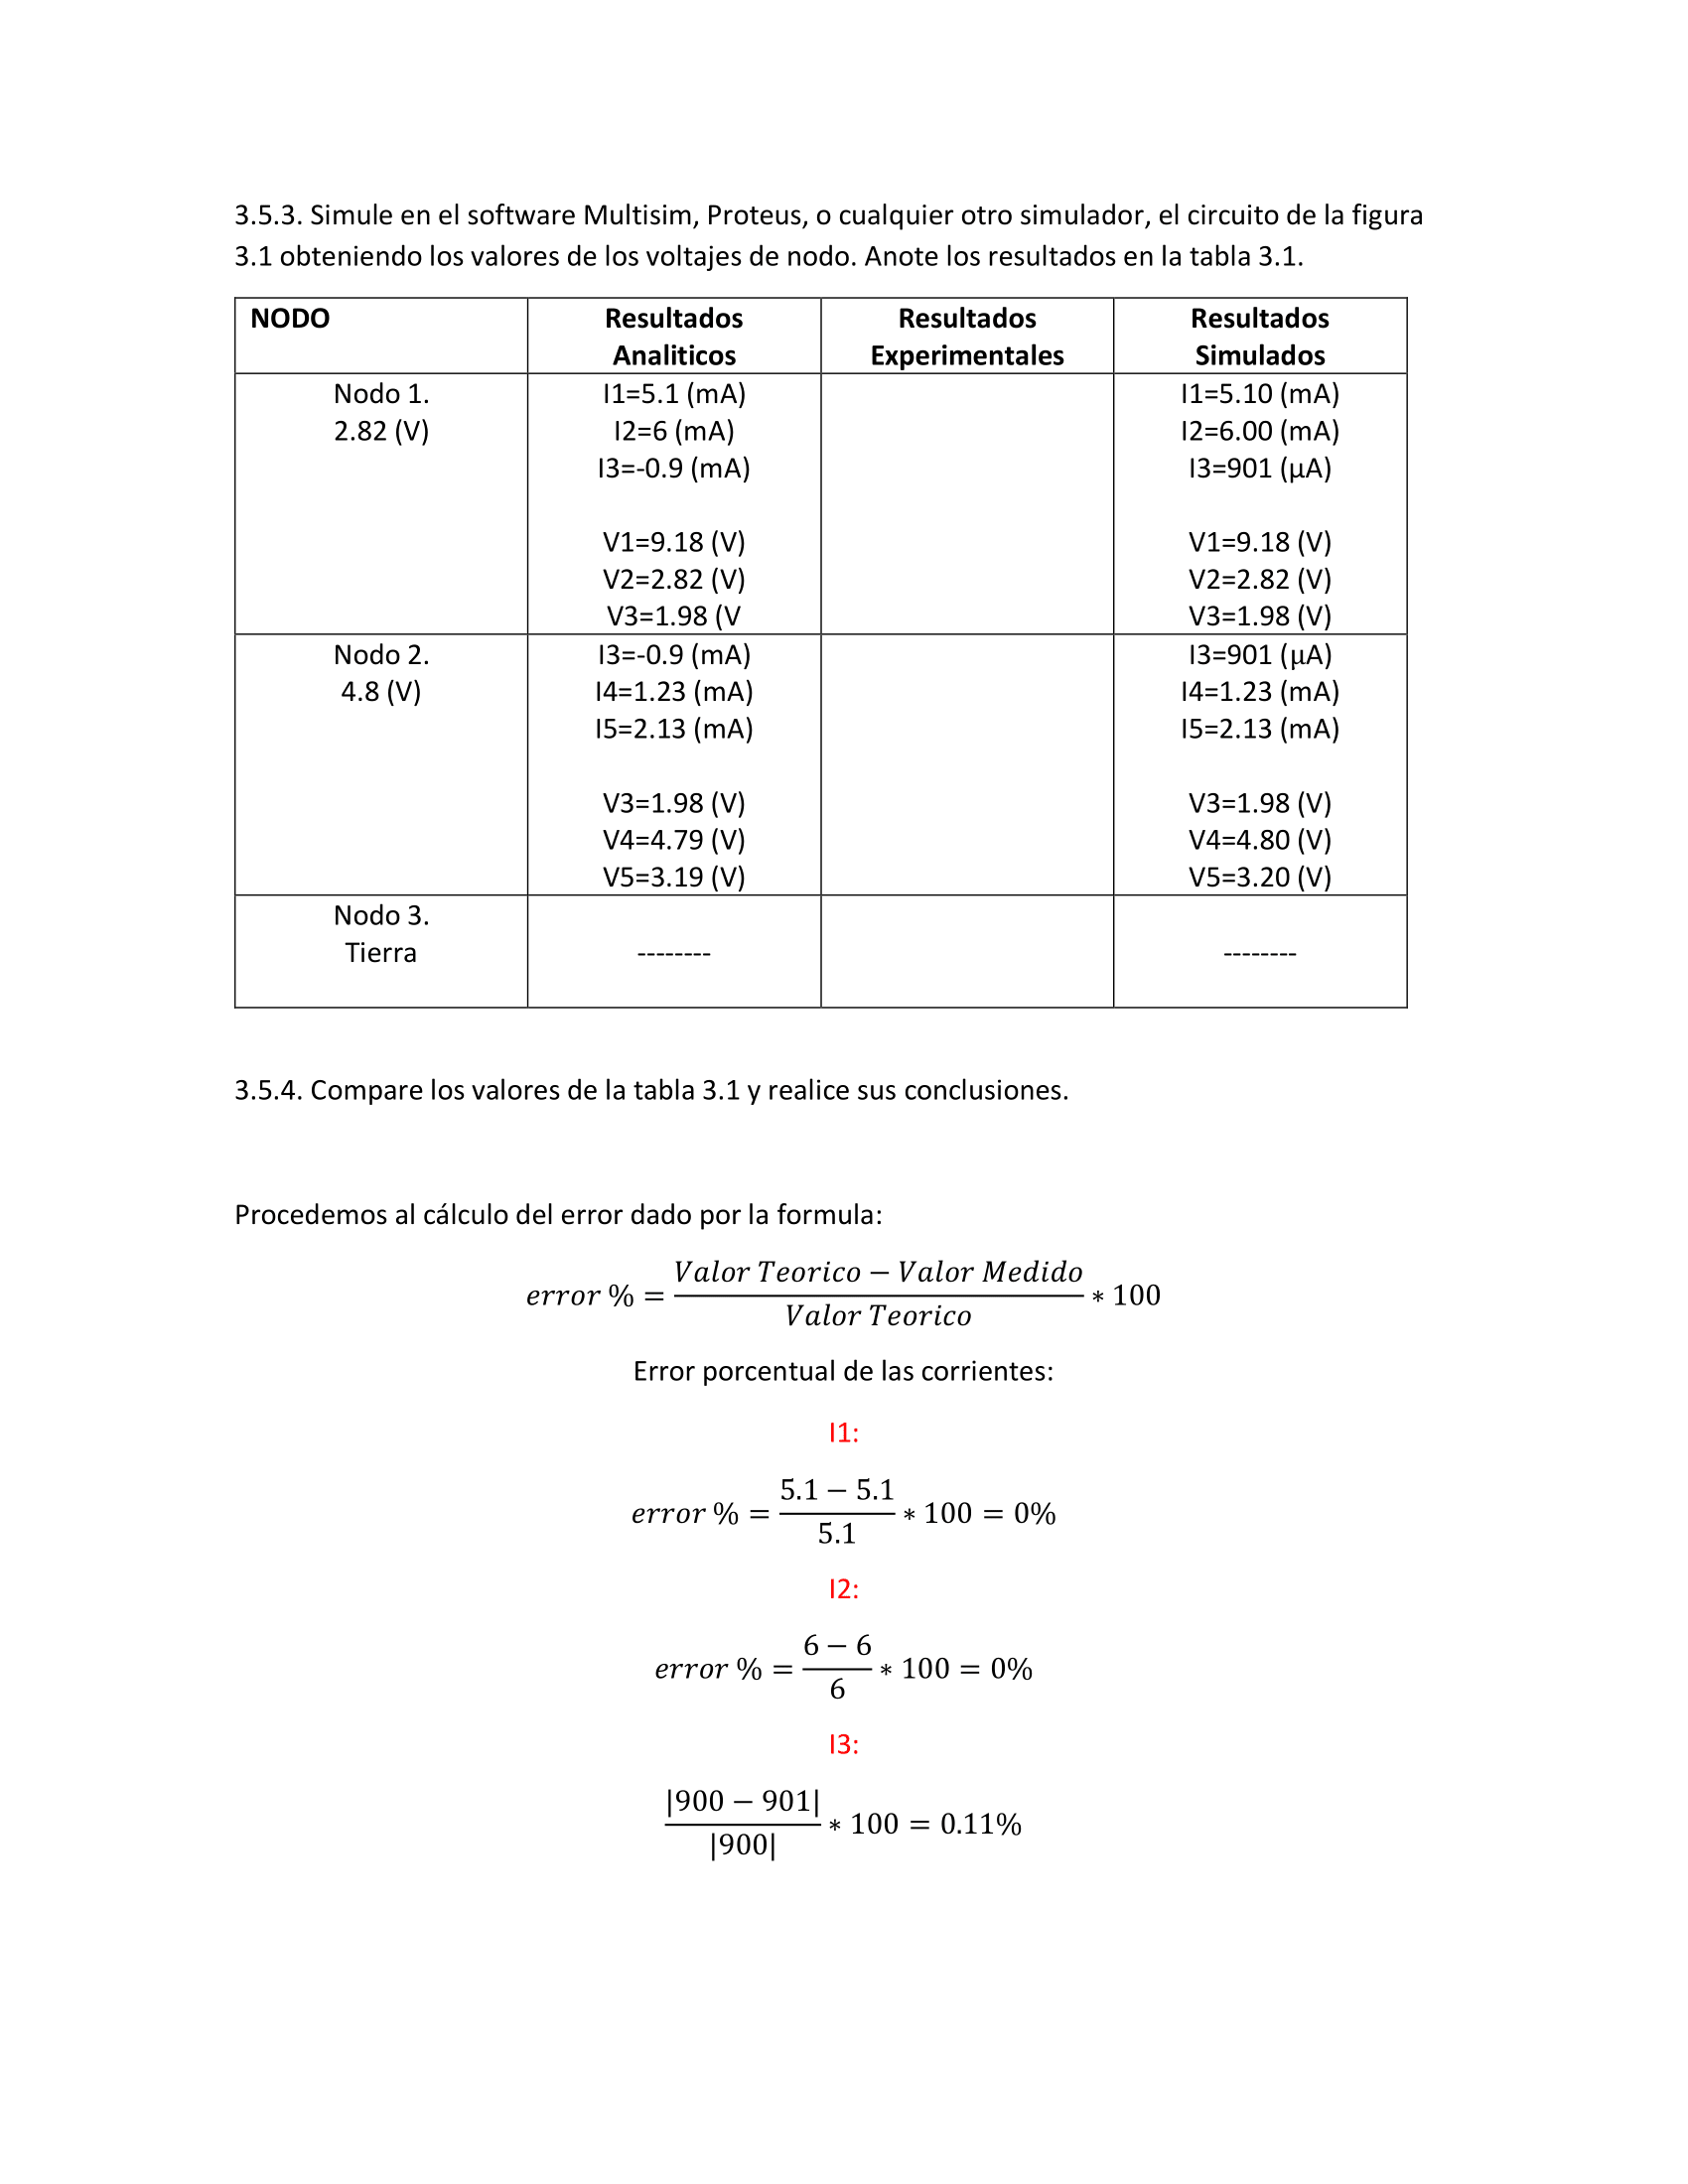 3.5.3. Simule en el software Multisim, Proteus, o cualquier otro simulador, el circuito de la figura
3.1 obteniendo los valores de los voltajes de nodo. Anote los resultados en la tabla 3.1.
NODO
Resultados
Analiticos
Resultados
Experimentales
Resultados
Simulados
Nodo 1.
2.82 (V)
I1=5.1 (mA)
I2=6 (mA)
I3=-0.9 (mA)
V1=9.18 (V)
V2=2.82 (V)
V3=1.98 (V
I1=5.10 (mA)
I2=6.00 (mA)
I3=901 (µA)
V1=9.18 (V)
V2=2.82 (V)
V3=1.98 (V)
Nodo 2.
4.8 (V)
I3=-0.9 (mA)
I4=1.23 (mA)
I5=2.13 (mA)
V3=1.98 (V)
V4=4.79 (V)
V5=3.19 (V)
I3=901 (µA)
I4=1.23 (mA)
I5=2.13 (mA)
V3=1.98 (V)
V4=4.80 (V)
V5=3.20 (V)
Nodo 3.
Tierra
--------
--------
3.5.4. Compare los valores de la tabla 3.1 y realice sus conclusiones.
Procedemos al cálculo del error dado por la formula:
error % = (Valor Teorico − Valor Medido) / (Valor Teorico) ∗ 100
Error porcentual de las corrientes:
I1:
error % = (5.1 − 5.1) / 5.1 ∗ 100 = 0%
I2:
error % = (6 − 6) / 6 ∗ 100 = 0%
I3:
|900 − 901| / |900| ∗ 100 = 0.11%